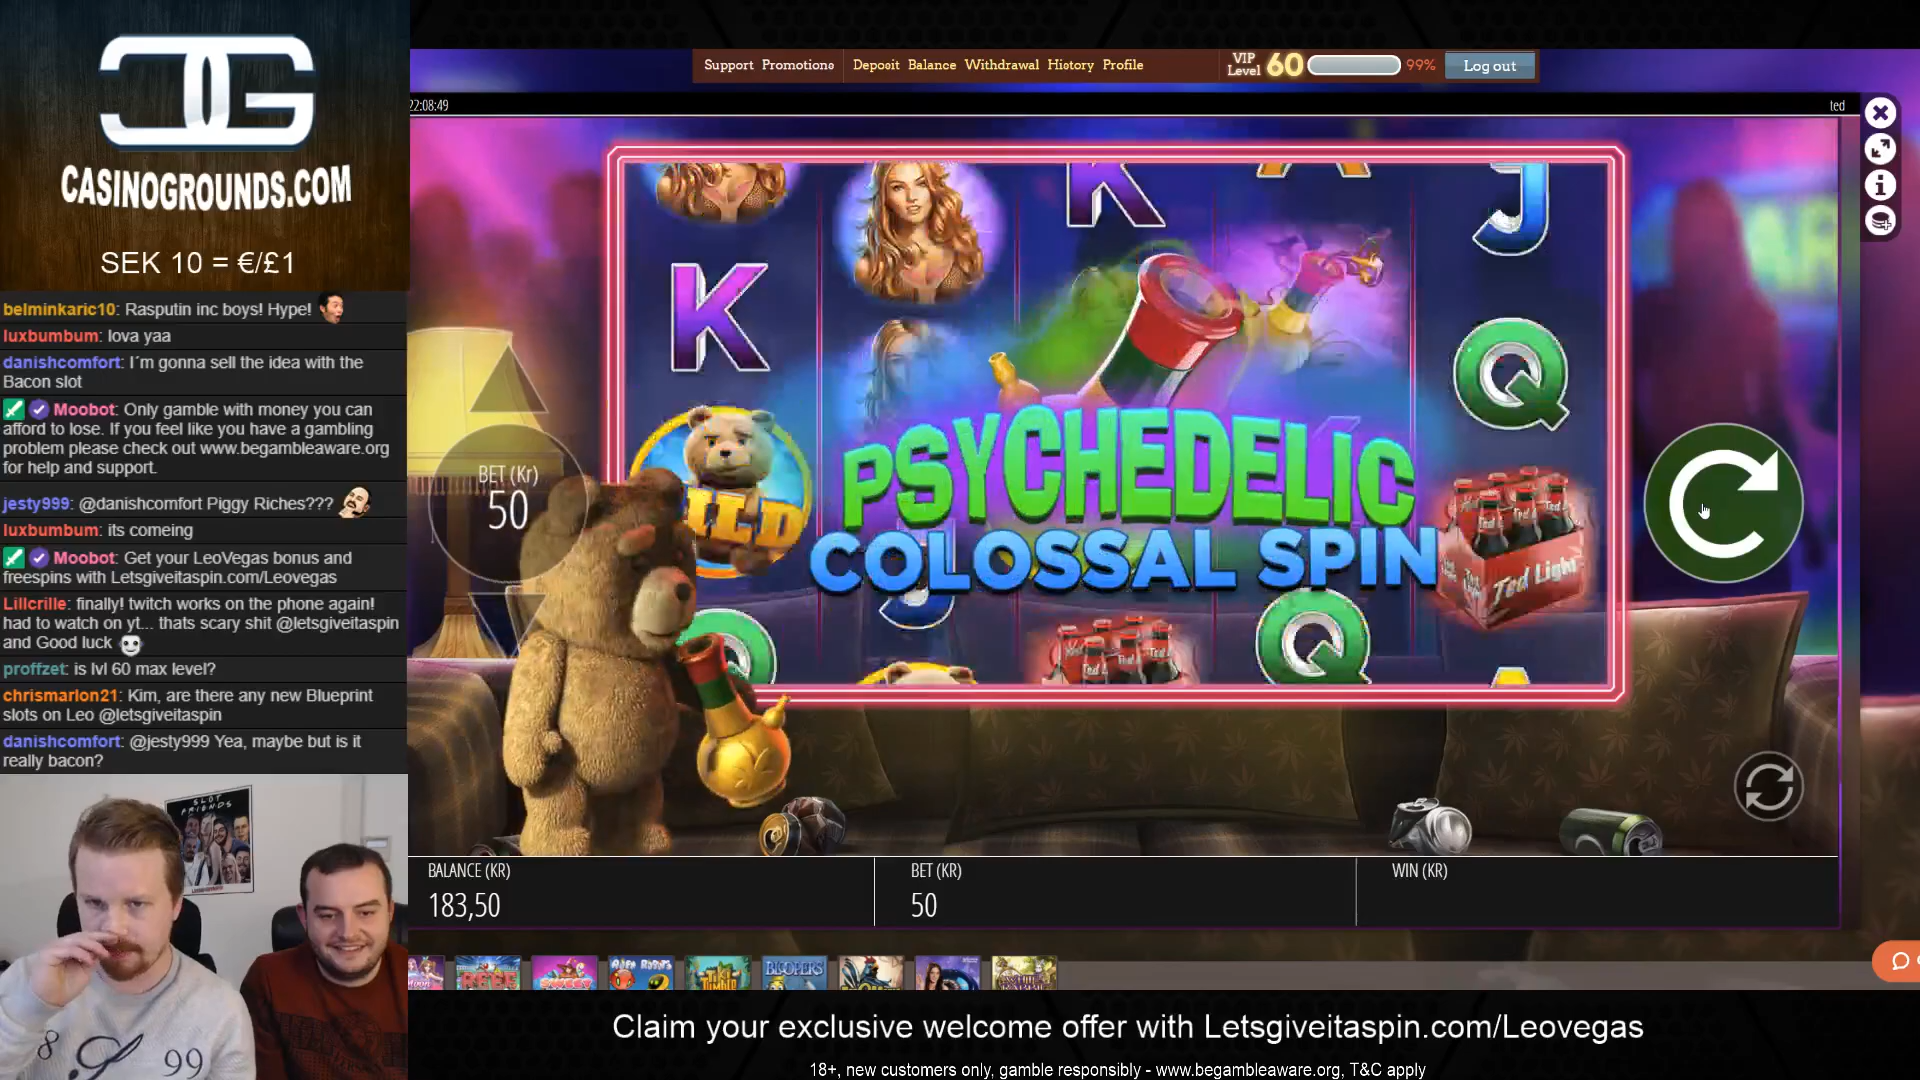 CG
CASINOGROUNDS.COM
SEK 10 = €/£1
belminkaric10: Rasputin inc boys! Hype!
luxbumbum: lova yaa
danishcomfort: I´m gonna sell the idea with the
Bacon slot
Moobot: Only gamble with money you can
afford to lose. If you feel like you have a gambling
problem please check out www.begambleaware.org
for help and support.
jesty999: @danishcomfort Piggy Riches???
luxbumbum: its comeing
Moobot: Get your LeoVegas bonus and
freespins with Letsgiveitaspin.com/Leovegas
Lillcrille: finally! twitch works on the phone again!
had to watch on yt... thats scary shit @letsgiveitaspin
and Good luck
proffzet: is lvl 60 max level?
chrismarlon21: Kim, are there any new Blueprint
slots on Leo @letsgiveitaspin
danishcomfort: @jesty999 Yea, maybe but is it
really bacon?
SLOT
FRIENDS
8 99
Support Promotions Deposit Balance Withdrawal History Profile
VIP
Level 60 99% Log out
22:08:49 ted
K J
K Q
BET (Kr)
50
ILD
PSYCHEDELIC
COLOSSAL SPIN
Ted Light
Q
BALANCE (KR) BET (KR) WIN (KR)
183,50 50
BLOOPERS
Claim your exclusive welcome offer with Letsgiveitaspin.com/Leovegas
18+, new customers only, gamble responsibly - www.begambleaware.org, T&C apply